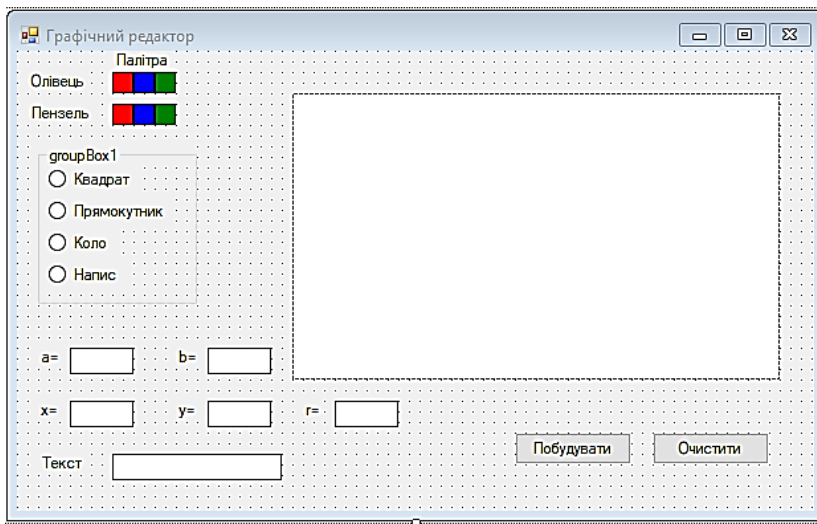 Графічний редактор
Палітра
Олівець
Пензель
groupBox1
Квадрат
Прямокутник
Коло
Напис
a= b=
x= y= r=
Побудувати Очистити
Текст